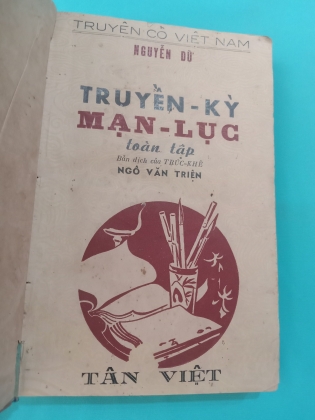 TRUYỆN CỔ VIỆT NAM
NGUYỄN DỮ
TRUYỀN-KỲ
MẠN-LỤC
toàn tập
Bản dịch của TRÚC-KHÊ
NGÔ VĂN TRIỆN
TÂN VIỆT